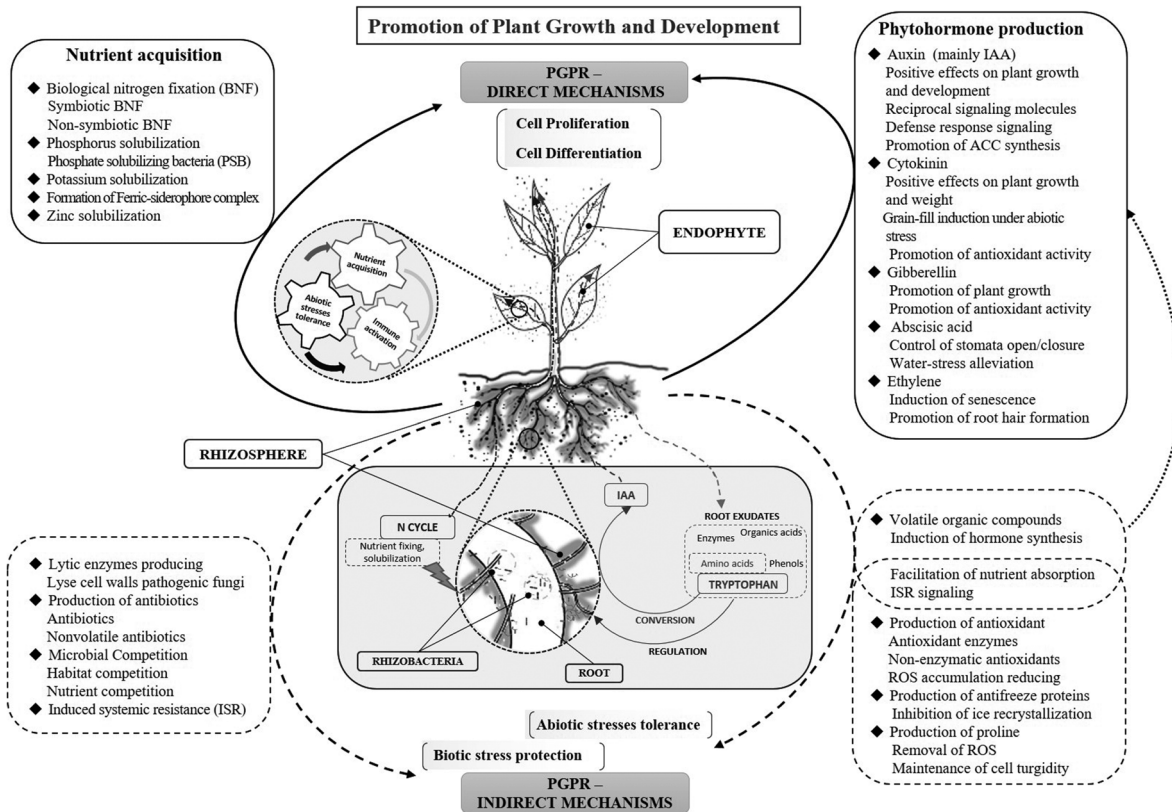 Promotion of Plant Growth and Development
Nutrient acquisition
◆ Biological nitrogen fixation (BNF)
Symbiotic BNF
Non-symbiotic BNF
◆ Phosphorus solubilization
Phosphate solubilizing bacteria (PSB)
◆ Potassium solubilization
◆ Formation of Ferric-siderophore complex
◆ Zinc solubilization
PGPR –
DIRECT MECHANISMS
Cell Proliferation
Cell Differentiation
Phytohormone production
◆ Auxin (mainly IAA)
Positive effects on plant growth
and development
Reciprocal signaling molecules
Defense response signaling
Promotion of ACC synthesis
◆ Cytokinin
Positive effects on plant growth
and weight
Grain-fill induction under abiotic
stress
Promotion of antioxidant activity
◆ Gibberellin
Promotion of plant growth
Promotion of antioxidant activity
◆ Abscisic acid
Control of stomata open/closure
Water-stress alleviation
◆ Ethylene
Induction of senescence
Promotion of root hair formation
Nutrient
acquisition
Abiotic
stresses
tolerance
Immune
activation
ENDOPHYTE
RHIZOSPHERE
N CYCLE
Nutrient fixing,
solubilization
IAA
ROOT EXUDATES
Organics acids
Enzymes
Amino acids
Phenols
TRYPTOPHAN
CONVERSION
REGULATION
RHIZOBACTERIA
ROOT
◆ Lytic enzymes producing
Lyse cell walls pathogenic fungi
◆ Production of antibiotics
Antibiotics
Nonvolatile antibiotics
◆ Microbial Competition
Habitat competition
Nutrient competition
◆ Induced systemic resistance (ISR)
◆ Volatile organic compounds
Induction of hormone synthesis
Facilitation of nutrient absorption
ISR signaling
◆ Production of antioxidant
Antioxidant enzymes
Non-enzymatic antioxidants
ROS accumulation reducing
◆ Production of antifreeze proteins
Inhibition of ice recrystallization
◆ Production of proline
Removal of ROS
Maintenance of cell turgidity
Abiotic stresses tolerance
Biotic stress protection
PGPR –
INDIRECT MECHANISMS